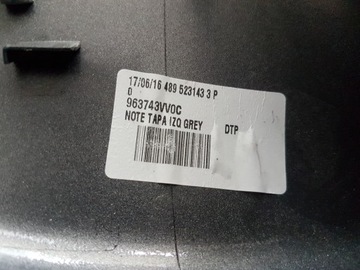 17/06/16 489 523143 3 P
0
963743VV0C
NOTE TAPA IZQ GREY DTP